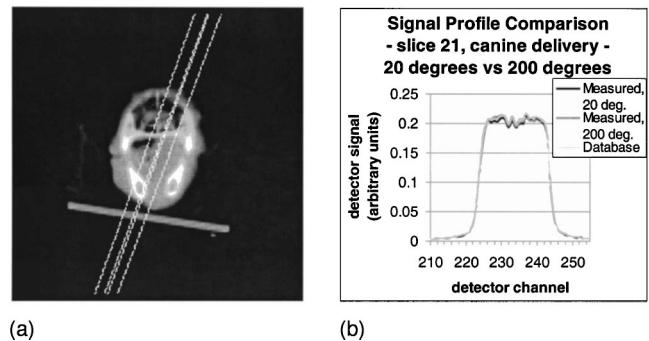 Signal Profile Comparison
- slice 21, canine delivery -
20 degrees vs 200 degrees
0.25
0.2
0.15
0.1
0.05
0
detector signal
(arbitrary units)
Measured,
20 deg.
Measured,
200 deg.
Database
210 220 230 240 250
detector channel
(a)
(b)